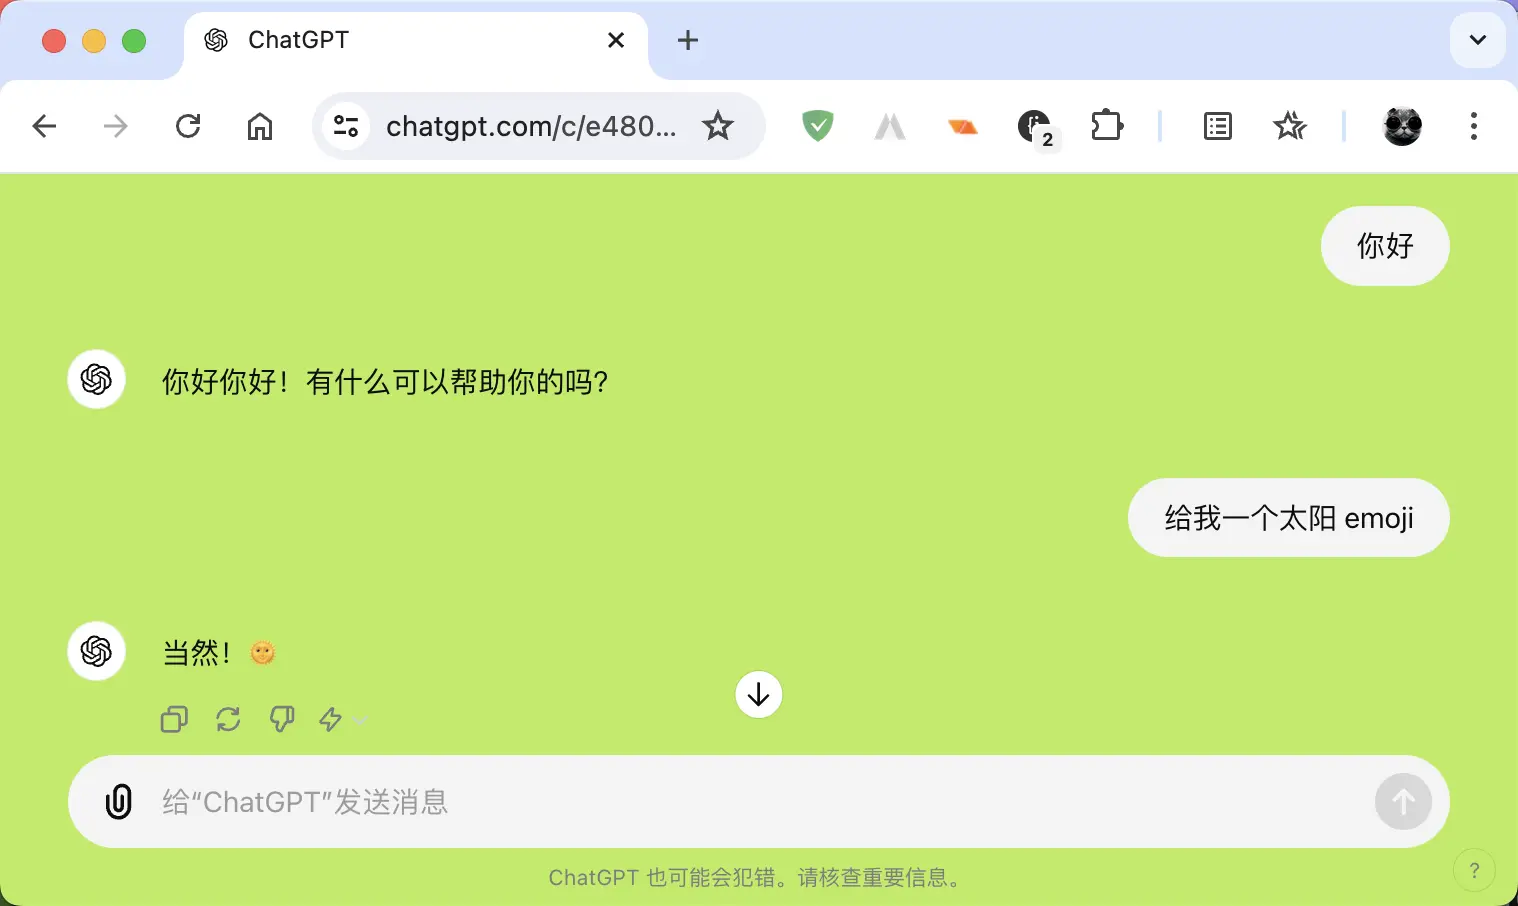 ChatGPT
chatgpt.com/c/e480...
2
你好
你好你好！有什么可以帮助你的吗？
给我一个太阳 emoji
当然！🌞
给“ChatGPT”发送消息
ChatGPT 也可能会犯错。请核查重要信息。
?